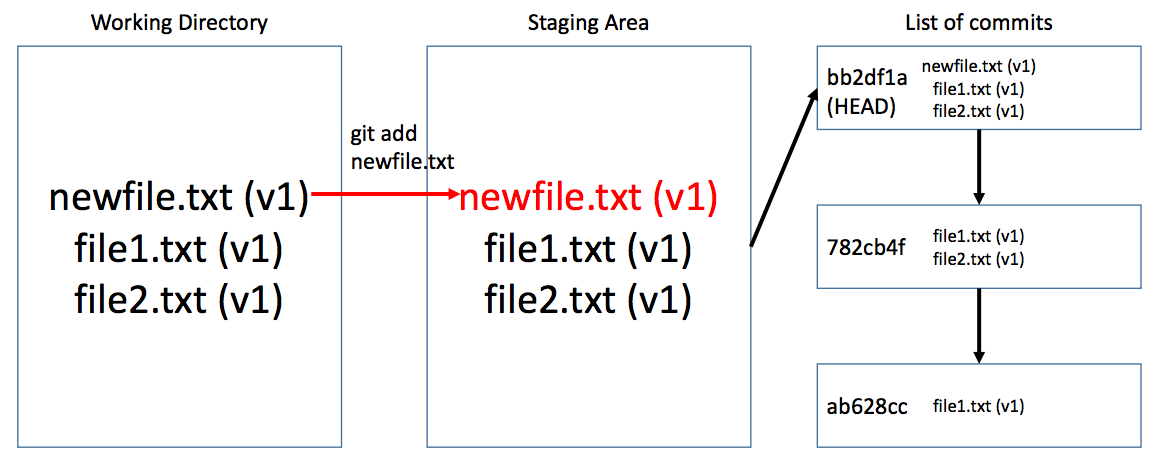 Working Directory
Staging Area
List of commits
git add
newfile.txt
newfile.txt (v1)
file1.txt (v1)
file2.txt (v1)
newfile.txt (v1)
file1.txt (v1)
file2.txt (v1)
bb2df1a
(HEAD)
newfile.txt (v1)
file1.txt (v1)
file2.txt (v1)
782cb4f
file1.txt (v1)
file2.txt (v1)
ab628cc
file1.txt (v1)